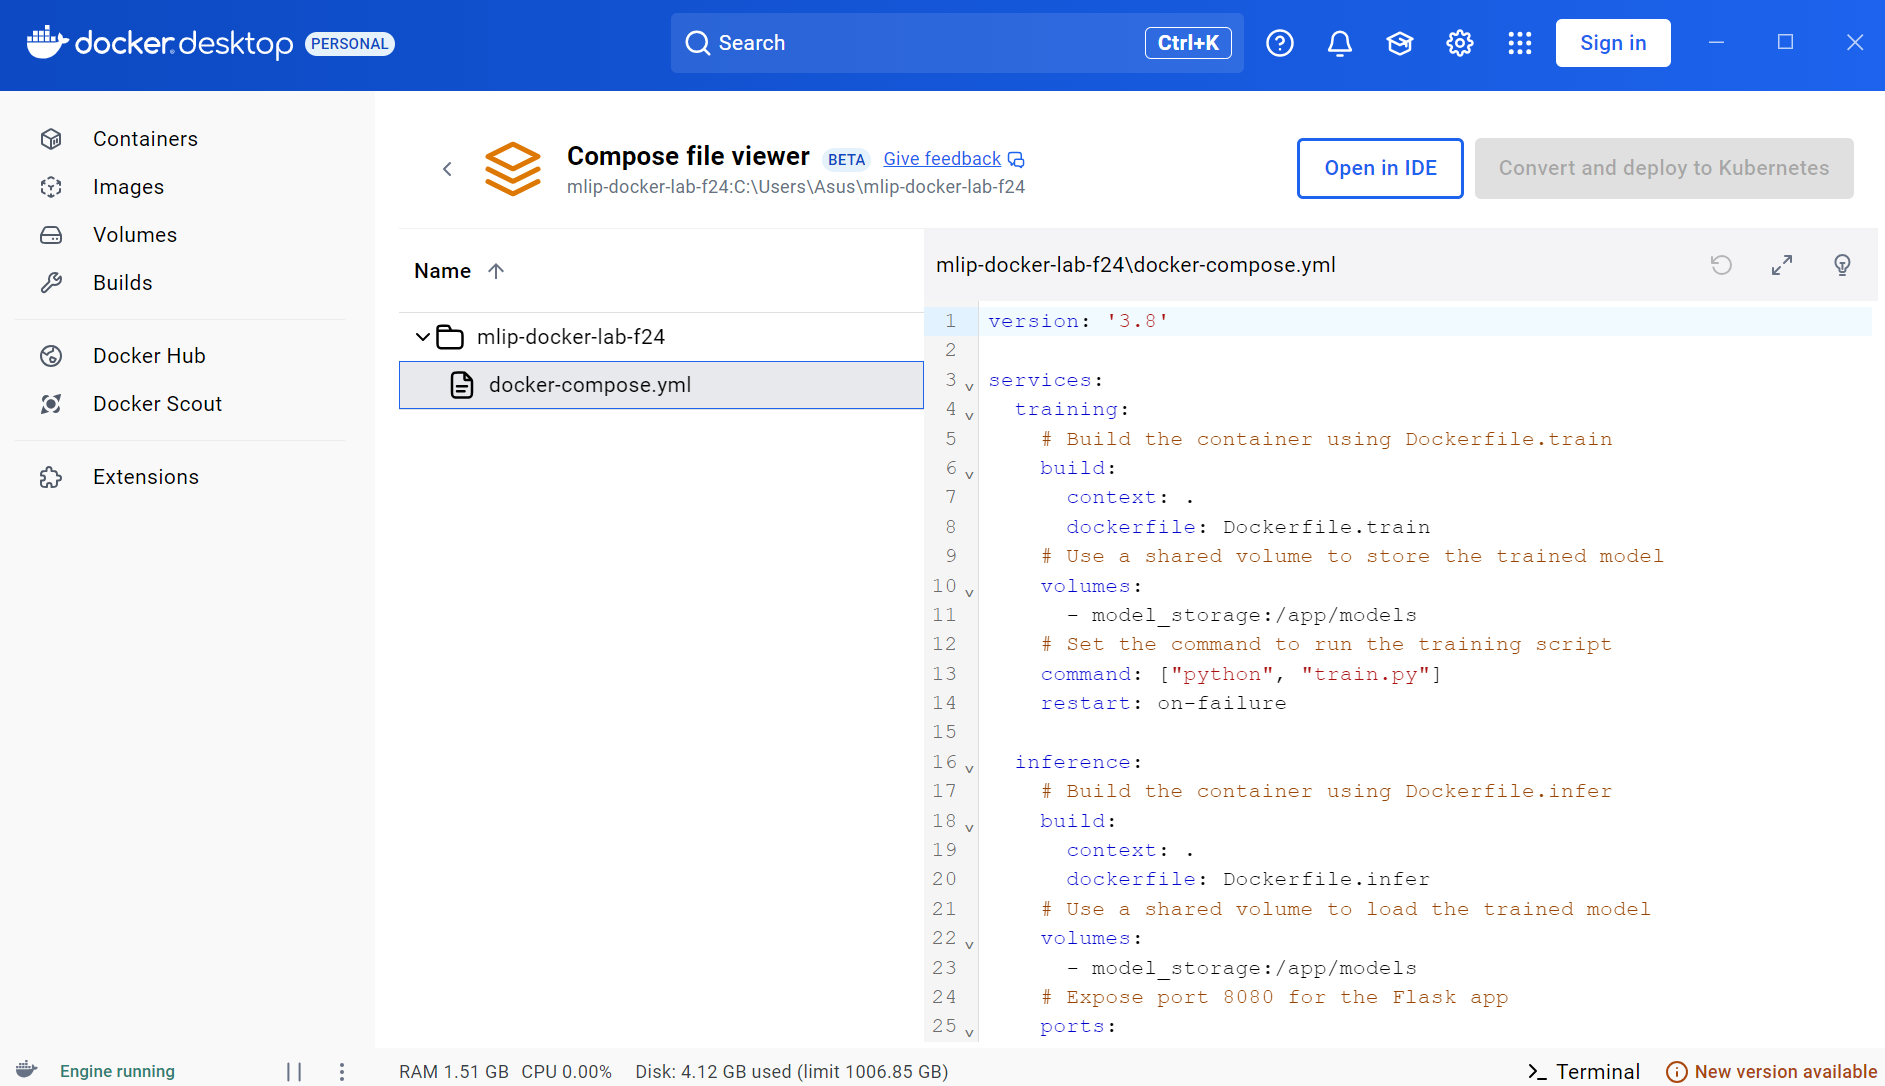 docker desktop PERSONAL
Search
Ctrl+K
Sign in
Containers
Images
Volumes
Builds
Docker Hub
Docker Scout
Extensions
Compose file viewer BETA Give feedback
mlip-docker-lab-f24:C:\Users\Asus\mlip-docker-lab-f24
Open in IDE
Convert and deploy to Kubernetes
Name
mlip-docker-lab-f24
docker-compose.yml
mlip-docker-lab-f24\docker-compose.yml
1 version: '3.8'
2
3 services:
4   training:
5     # Build the container using Dockerfile.train
6     build:
7       context: .
8       dockerfile: Dockerfile.train
9     # Use a shared volume to store the trained model
10     volumes:
11       - model_storage:/app/models
12     # Set the command to run the training script
13     command: ["python", "train.py"]
14     restart: on-failure
15
16   inference:
17     # Build the container using Dockerfile.infer
18     build:
19       context: .
20       dockerfile: Dockerfile.infer
21     # Use a shared volume to load the trained model
22     volumes:
23       - model_storage:/app/models
24     # Expose port 8080 for the Flask app
25     ports:
Engine running
RAM 1.51 GB CPU 0.00% Disk: 4.12 GB used (limit 1006.85 GB)
Terminal
New version available